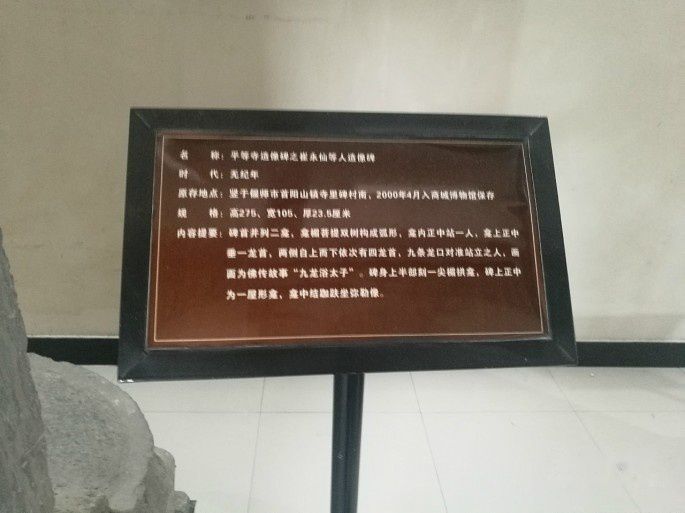 名　　称：平等寺造像碑之崔永仙等人造像碑
时　　代：无纪年
原存地点：竖于偃师市首阳山镇寺里碑村南，2000年4月入商城博物馆保存
规　　格：高275、宽105、厚23.5厘米
内容提要：碑首并列二龛，龛楣菩提双树构成弧形，龛内正中站一人，龛上正中
垂一龙首，两侧自上而下依次有四龙首，九条龙口对准站立之人，画
面为佛传故事“九龙浴太子”。碑身上半部刻一尖楣拱龛，碑上正中
为一屋形龛，龛中结跏趺坐弥勒像。